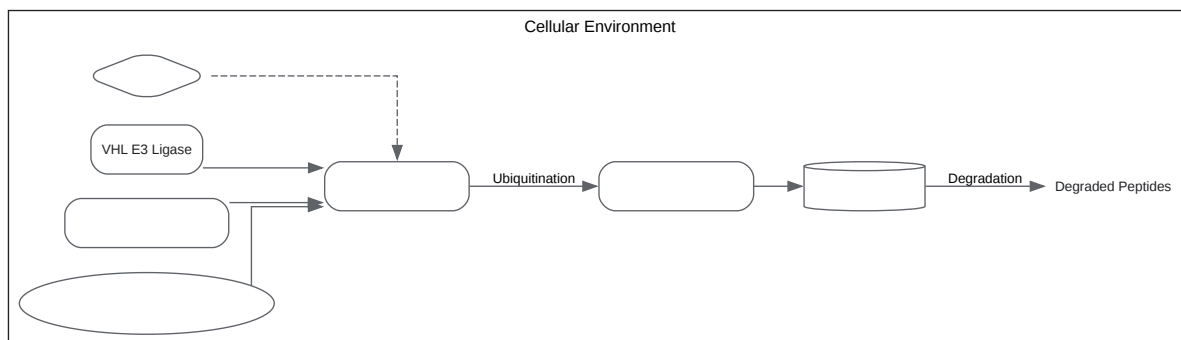 Cellular Environment
VHL E3 Ligase
Ubiquitination
Degradation
Degraded Peptides